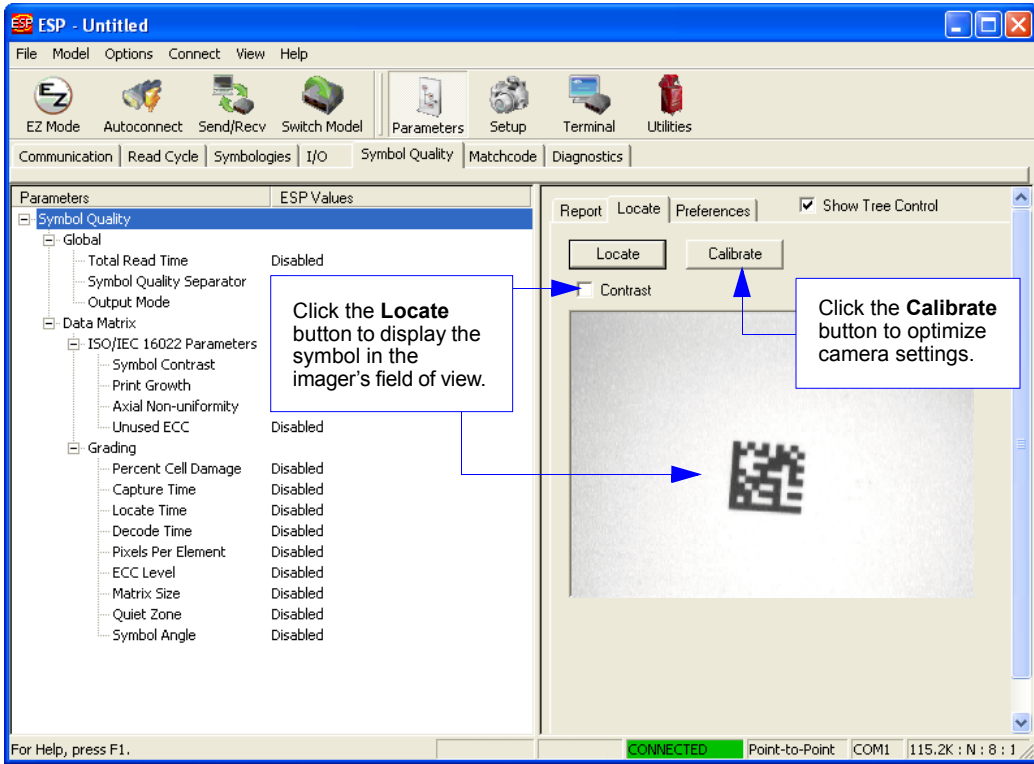 ESP - Untitled
File Model Options Connect View Help
EZ Mode Autoconnect Send/Recv Switch Model Parameters Setup Terminal Utilities
Communication Read Cycle Symbologies I/O Symbol Quality Matchcode Diagnostics
Parameters ESP Values
Symbol Quality
Global
Total Read Time Disabled
Symbol Quality Separator
Output Mode
Data Matrix
ISO/IEC 16022 Parameters
Symbol Contrast
Print Growth
Axial Non-uniformity
Unused ECC Disabled
Grading
Percent Cell Damage Disabled
Capture Time Disabled
Locate Time Disabled
Decode Time Disabled
Pixels Per Element Disabled
ECC Level Disabled
Matrix Size Disabled
Quiet Zone Disabled
Symbol Angle Disabled
Click the Locate
button to display the
symbol in the
imager's field of view.
Report Locate Preferences Show Tree Control
Locate Calibrate
Contrast
Click the Calibrate
button to optimize
camera settings.
For Help, press F1. CONNECTED Point-to-Point COM1 115.2K : N : 8 : 1